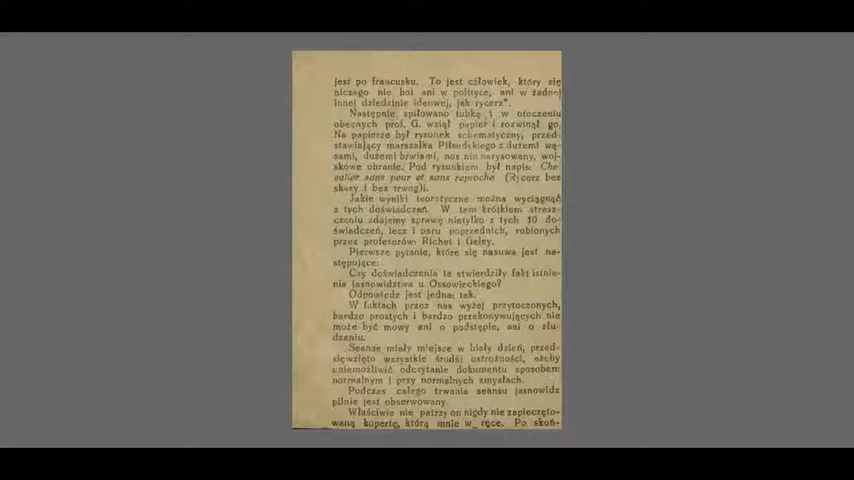 jest po francusku. To jest człowiek, który się
niczego nie boi ani w polityce, ani w żadnej
innej dziedzinie ideowej, jak rycerz".
Następnie spiłowano tubkę i w otoczeniu
obecnych prof. G. wziął papier i rozwinął go.
Na papierze był rysunek schematyczny, przed-
stawiający marszałka Piłsudskiego z dużemi wą-
sami, dużemi brwiami, nos nie narysowany, woj-
skowe ubranie. Pod rysunkiem był napis: Che
valier sans peur et sans reproche (Rycerz bez
skazy i bez trwogi).
Jakie wyniki teoretyczne można wyciągnąć
z tych doświadczeń. W tem krótkiem stresz-
czeniu zdajemy sprawę nietylko z tych 10 do-
świadczeń, lecz i paru poprzednich, robionych
przez profesorów: Richet i Geley.
Pierwsze pytanie, które się nasuwa jest na-
stępujące:
Czy doświadczenia te stwierdziły fakt istnie-
nia jasnowidztwa u Ossowieckiego?
Odpowiedź jest jedna: tak.
W faktach przez nas wyżej przytoczonych,
bardzo prostych i bardzo przekonywujących nie
może być mowy ani o podstępie, ani o złu-
dzeniu.
Seanse miały miejsce w biały dzień, przed-
sięwzięto wszystkie środki ostrożności, ażeby
uniemożliwić odczytanie dokumentu sposobem
normalnym i przy normalnych zmysłach.
Podczas całego trwania seansu jasnowidz
pilnie jest obserwowany.
Właściwie nie patrzy on nigdy nie zapieczęto-
waną kopertę, którą mnie w ręce. Po skoń-